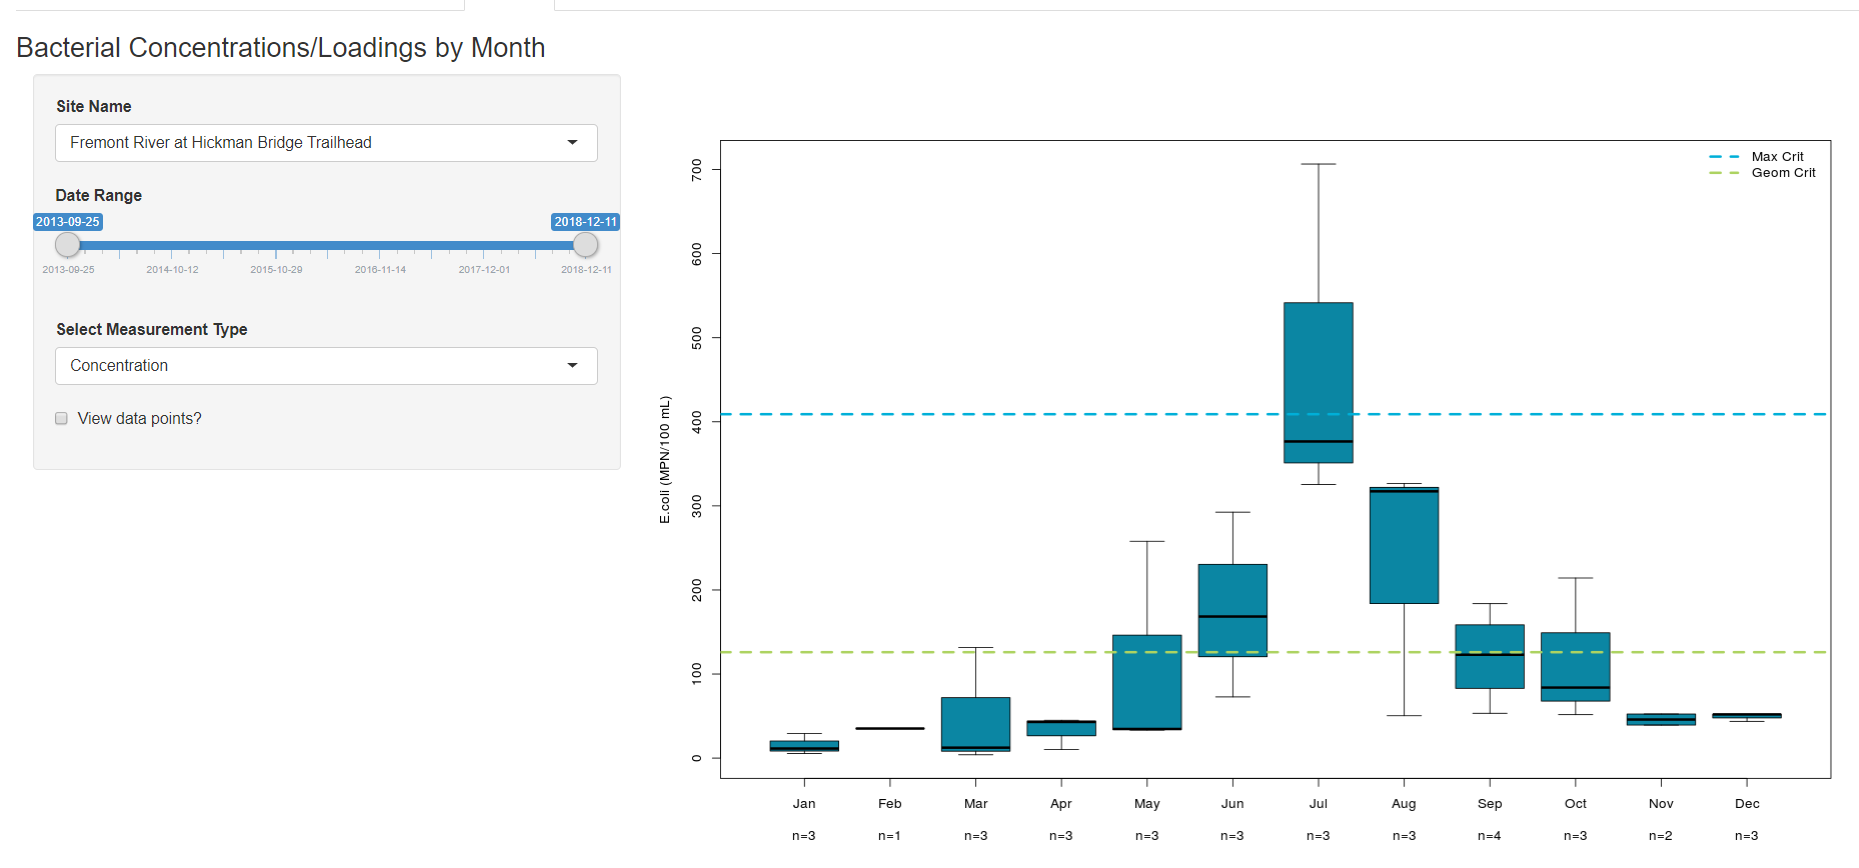 Bacterial Concentrations/Loadings by Month
Site Name
Fremont River at Hickman Bridge Trailhead
Date Range
2013-09-25 2018-12-11
2013-09-25 2014-10-12 2015-10-29 2016-11-14 2017-12-01 2018-12-11
Select Measurement Type
Concentration
View data points?
Max Crit
Geom Crit
E.coli (MPN/100 mL)
700
600
500
400
300
200
100
0
Jan Feb Mar Apr May Jun Jul Aug Sep Oct Nov Dec
n=3 n=1 n=3 n=3 n=3 n=3 n=3 n=3 n=4 n=3 n=2 n=3